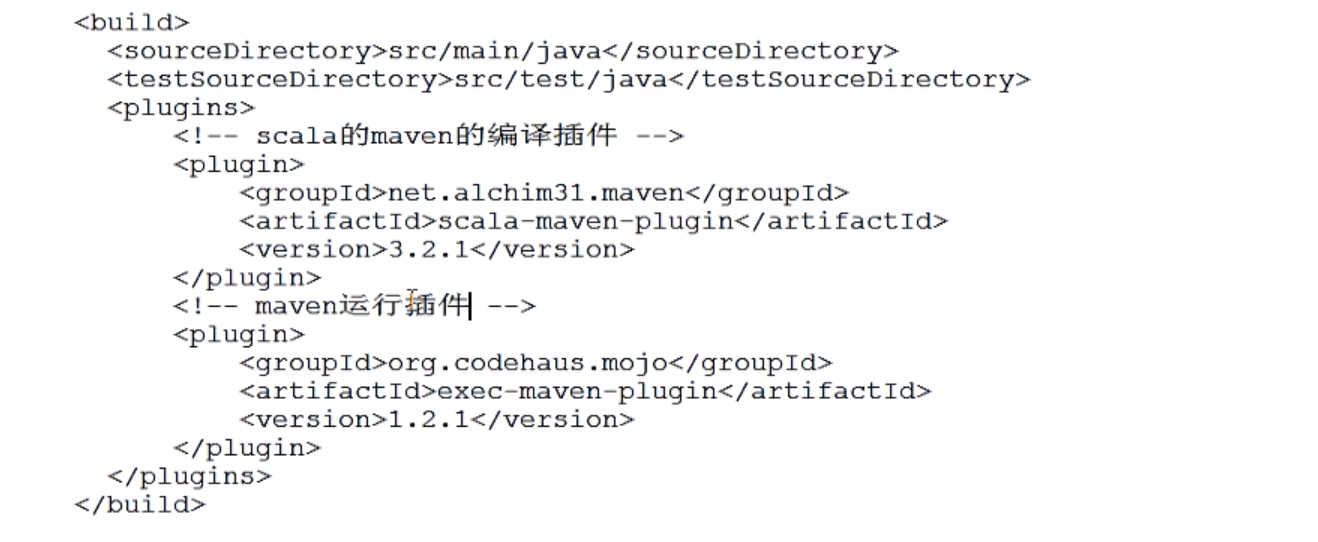 <build>
<sourceDirectory>src/main/java</sourceDirectory>
<testSourceDirectory>src/test/java</testSourceDirectory>
<plugins>
<!-- scala的maven的编译插件 -->
<plugin>
<groupId>net.alchim31.maven</groupId>
<artifactId>scala-maven-plugin</artifactId>
<version>3.2.1</version>
</plugin>
<!-- maven运行插件 -->
<plugin>
<groupId>org.codehaus.mojo</groupId>
<artifactId>exec-maven-plugin</artifactId>
<version>1.2.1</version>
</plugin>
</plugins>
</build>